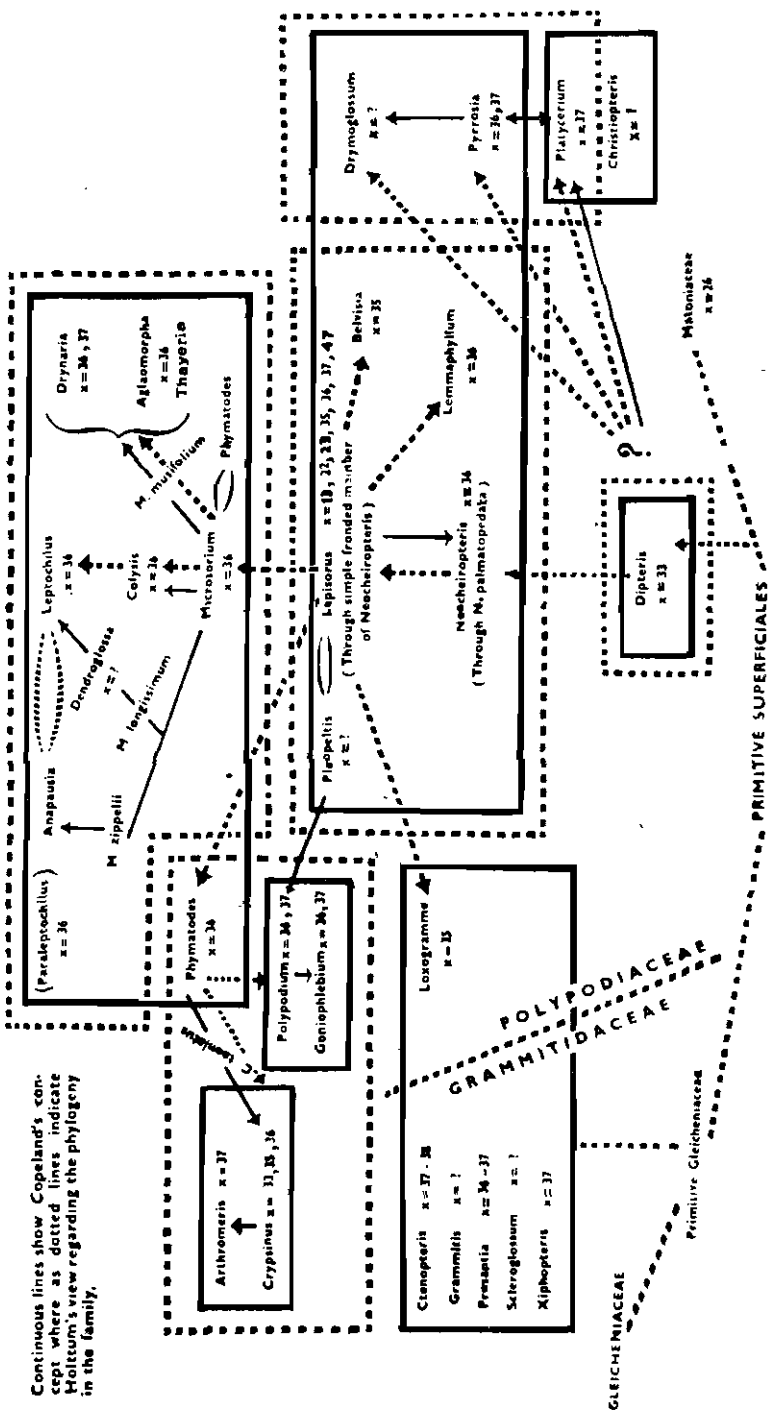 Continuous lines show Copeland's con-
cept where as dotted lines indicate
Holttum's view regarding the phylogeny
in the family.
(Paraleptochilus)
x = 36
Anapausia
M zippelii
Dendroglossa
x = ?
M longissimum
Leptochilus
x = 36
Colysis
x = 36
Microsorium
x = 36
M. musifolium
Phymatodes
Drynaria
x = 36, 37
Aglaomorpha
x = 36
Thayeria
Phymatodes
x = 36
Arthromeris x = 37
Crypsinus x = 33, 35, 36
Polypodium x = 36, 37
Goniophlebium x = 36, 37
Pleopeltis
x = ?
Lepisorus
(Through simple fronded member
of Neocheiropteris)
Belvisia
x = 35
Lemmaphyllum
x = 36
Neocheiropteris x = 36
(Through N. palmatopedata)
Drymoglossum
x = ?
Pyrrosia
x = 36, 37
Platycerium
x = 37
Christiopteris
Loxogramme
x = 35
Ctenopteris x = 37 - 38
Grammitis x = ?
x = 36 - 37
Scleroglossum x = ?
Xiphopteris x = 37
POLYPODIACEAE
GRAMMITIDACEAE
Dipteris
x = 33
?
Matoniaceae
x = 26
GLEICHENIACEAE
Primitive Gleicheniaceae
PRIMITIVE SUPERFICIALES